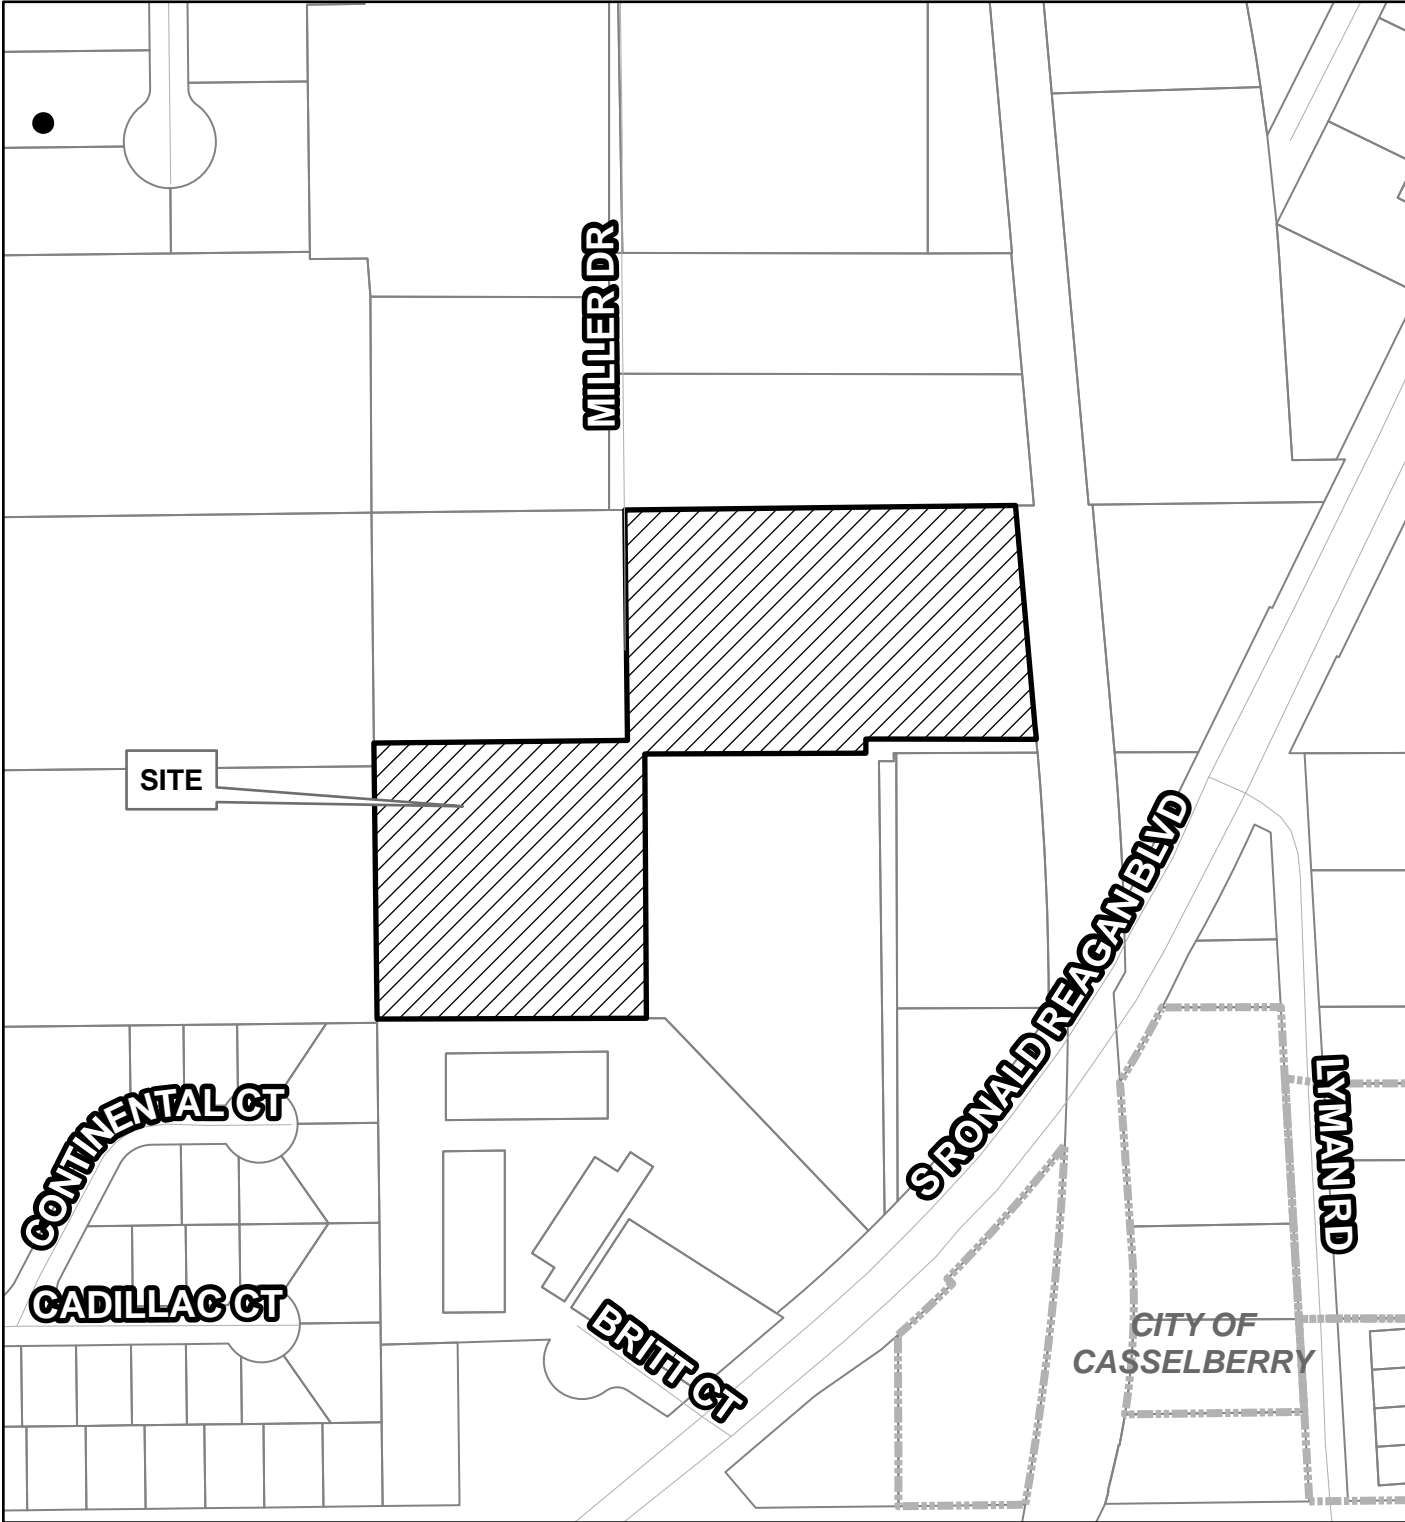 MILLER DR
SITE
S RONALD REAGAN BLVD
CONTINENTAL CT
LYMAN RD
CADILLAC CT
BRITT CT
CITY OF
CASSELBERRY